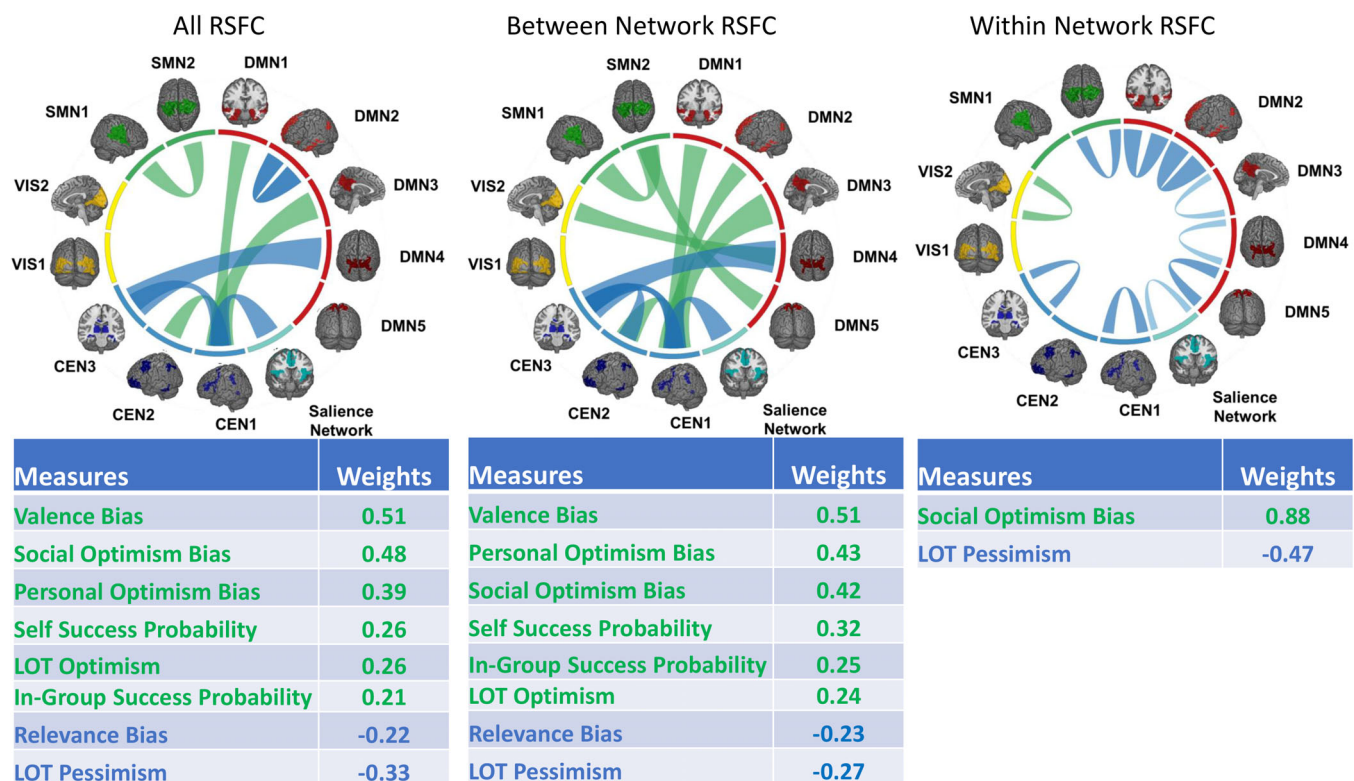 All RSFC
Between Network RSFC
Within Network RSFC
SMN2
DMN1
SMN1
DMN2
VIS2
DMN3
VIS1
DMN4
CEN3
DMN5
CEN2
CEN1
Salience
Network
SMN2
DMN1
SMN1
DMN2
VIS2
DMN3
VIS1
DMN4
CEN3
DMN5
CEN2
CEN1
Salience
Network
SMN2
DMN1
SMN1
DMN2
VIS2
DMN3
VIS1
DMN4
CEN3
DMN5
CEN2
CEN1
Salience
Network
Measures Weights
Valence Bias 0.51
Social Optimism Bias 0.48
Personal Optimism Bias 0.39
Self Success Probability 0.26
LOT Optimism 0.26
In-Group Success Probability 0.21
Relevance Bias -0.22
LOT Pessimism -0.33
Measures Weights
Valence Bias 0.51
Personal Optimism Bias 0.43
Social Optimism Bias 0.42
Self Success Probability 0.32
In-Group Success Probability 0.25
LOT Optimism 0.24
Relevance Bias -0.23
LOT Pessimism -0.27
Measures Weights
Social Optimism Bias 0.88
LOT Pessimism -0.47